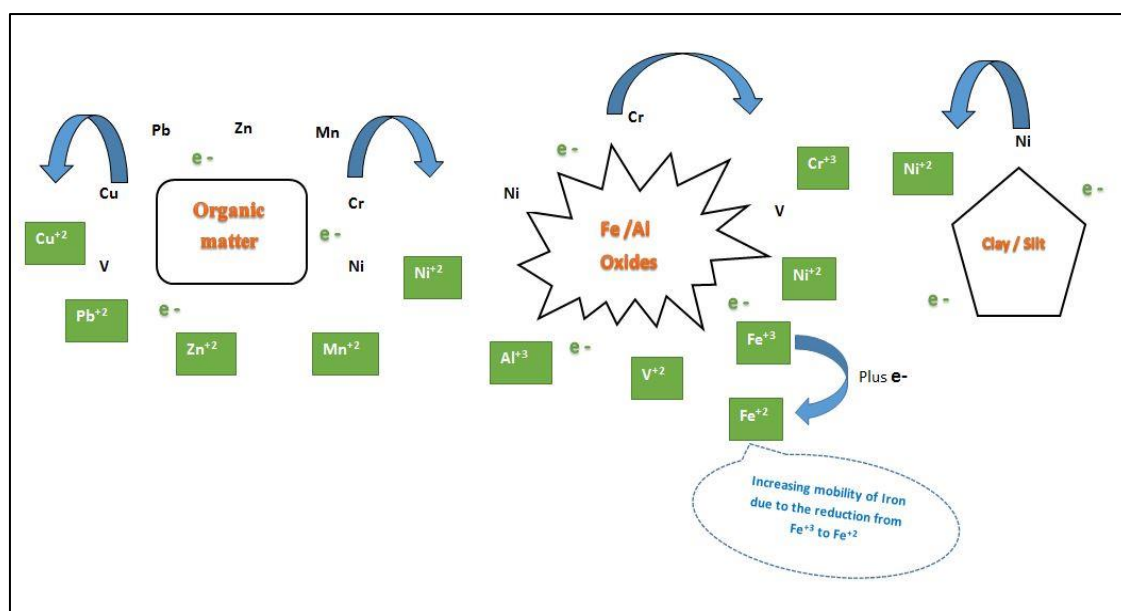 Pb
Zn
Mn
e -
Cu
Organic
matter
Cr
e -
Cu⁺²
V
Ni
Ni⁺²
Pb⁺²
e -
Zn⁺²
Mn⁺²
Cr
e -
Cr⁺³
Ni
V
Fe /Al
Oxides
Ni⁺²
e -
Fe⁺³
Al⁺³
e -
V⁺²
Plus e-
Fe⁺²
Increasing mobility of Iron
due to the reduction from
Fe⁺³ to Fe⁺²
Ni
Ni⁺²
e -
Clay / Silt
e -